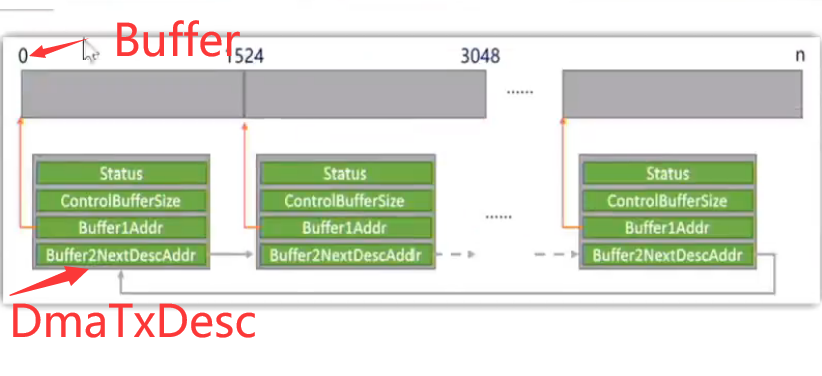 Buffer
0 1524 3048 n
......
Status Status Status
ControlBufferSize ControlBufferSize ControlBufferSize
Buffer1Addr Buffer1Addr ...... Buffer1Addr
Buffer2NextDescAddr Buffer2NextDescAddr Buffer2NextDescAddr
DmaTxDesc